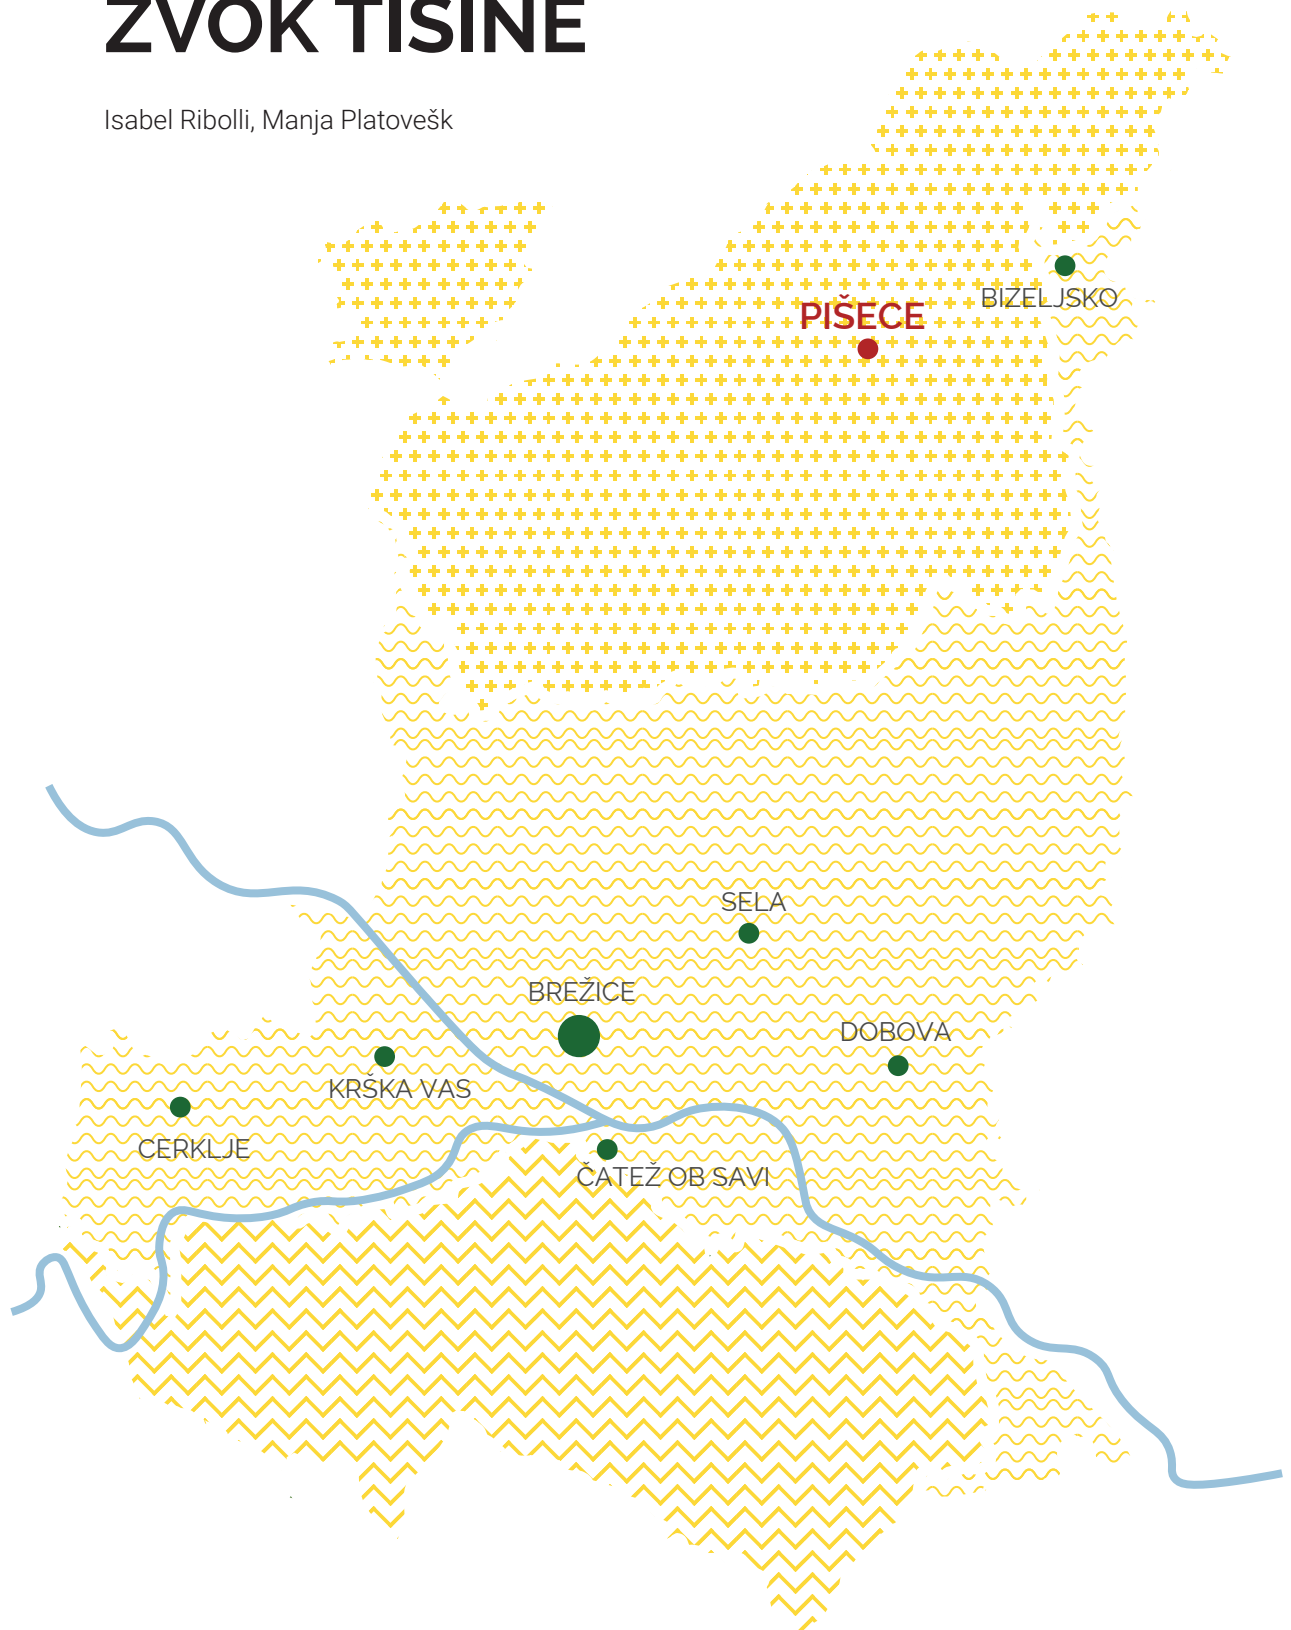 ZVOK TIŠINE
Isabel Ribolli, Manja Platovešk
BIZELJSKO
PIŠECE
SELA
BREŽICE
DOBOVA
KRŠKA VAS
CERKLJE
ČATEŽ OB SAVI